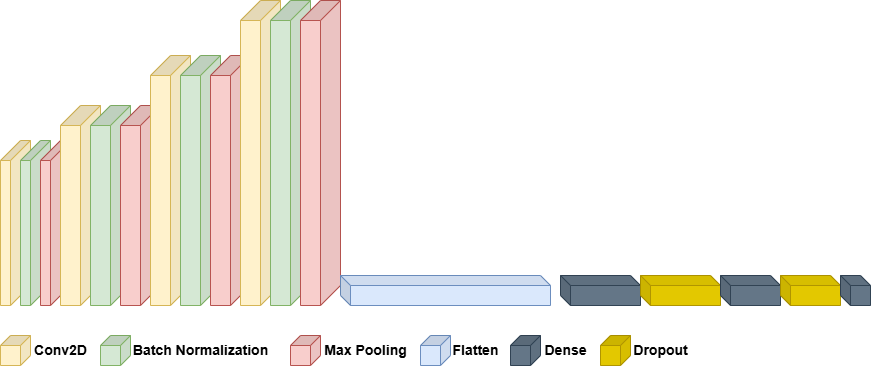 Conv2D Batch Normalization Max Pooling Flatten Dense Dropout